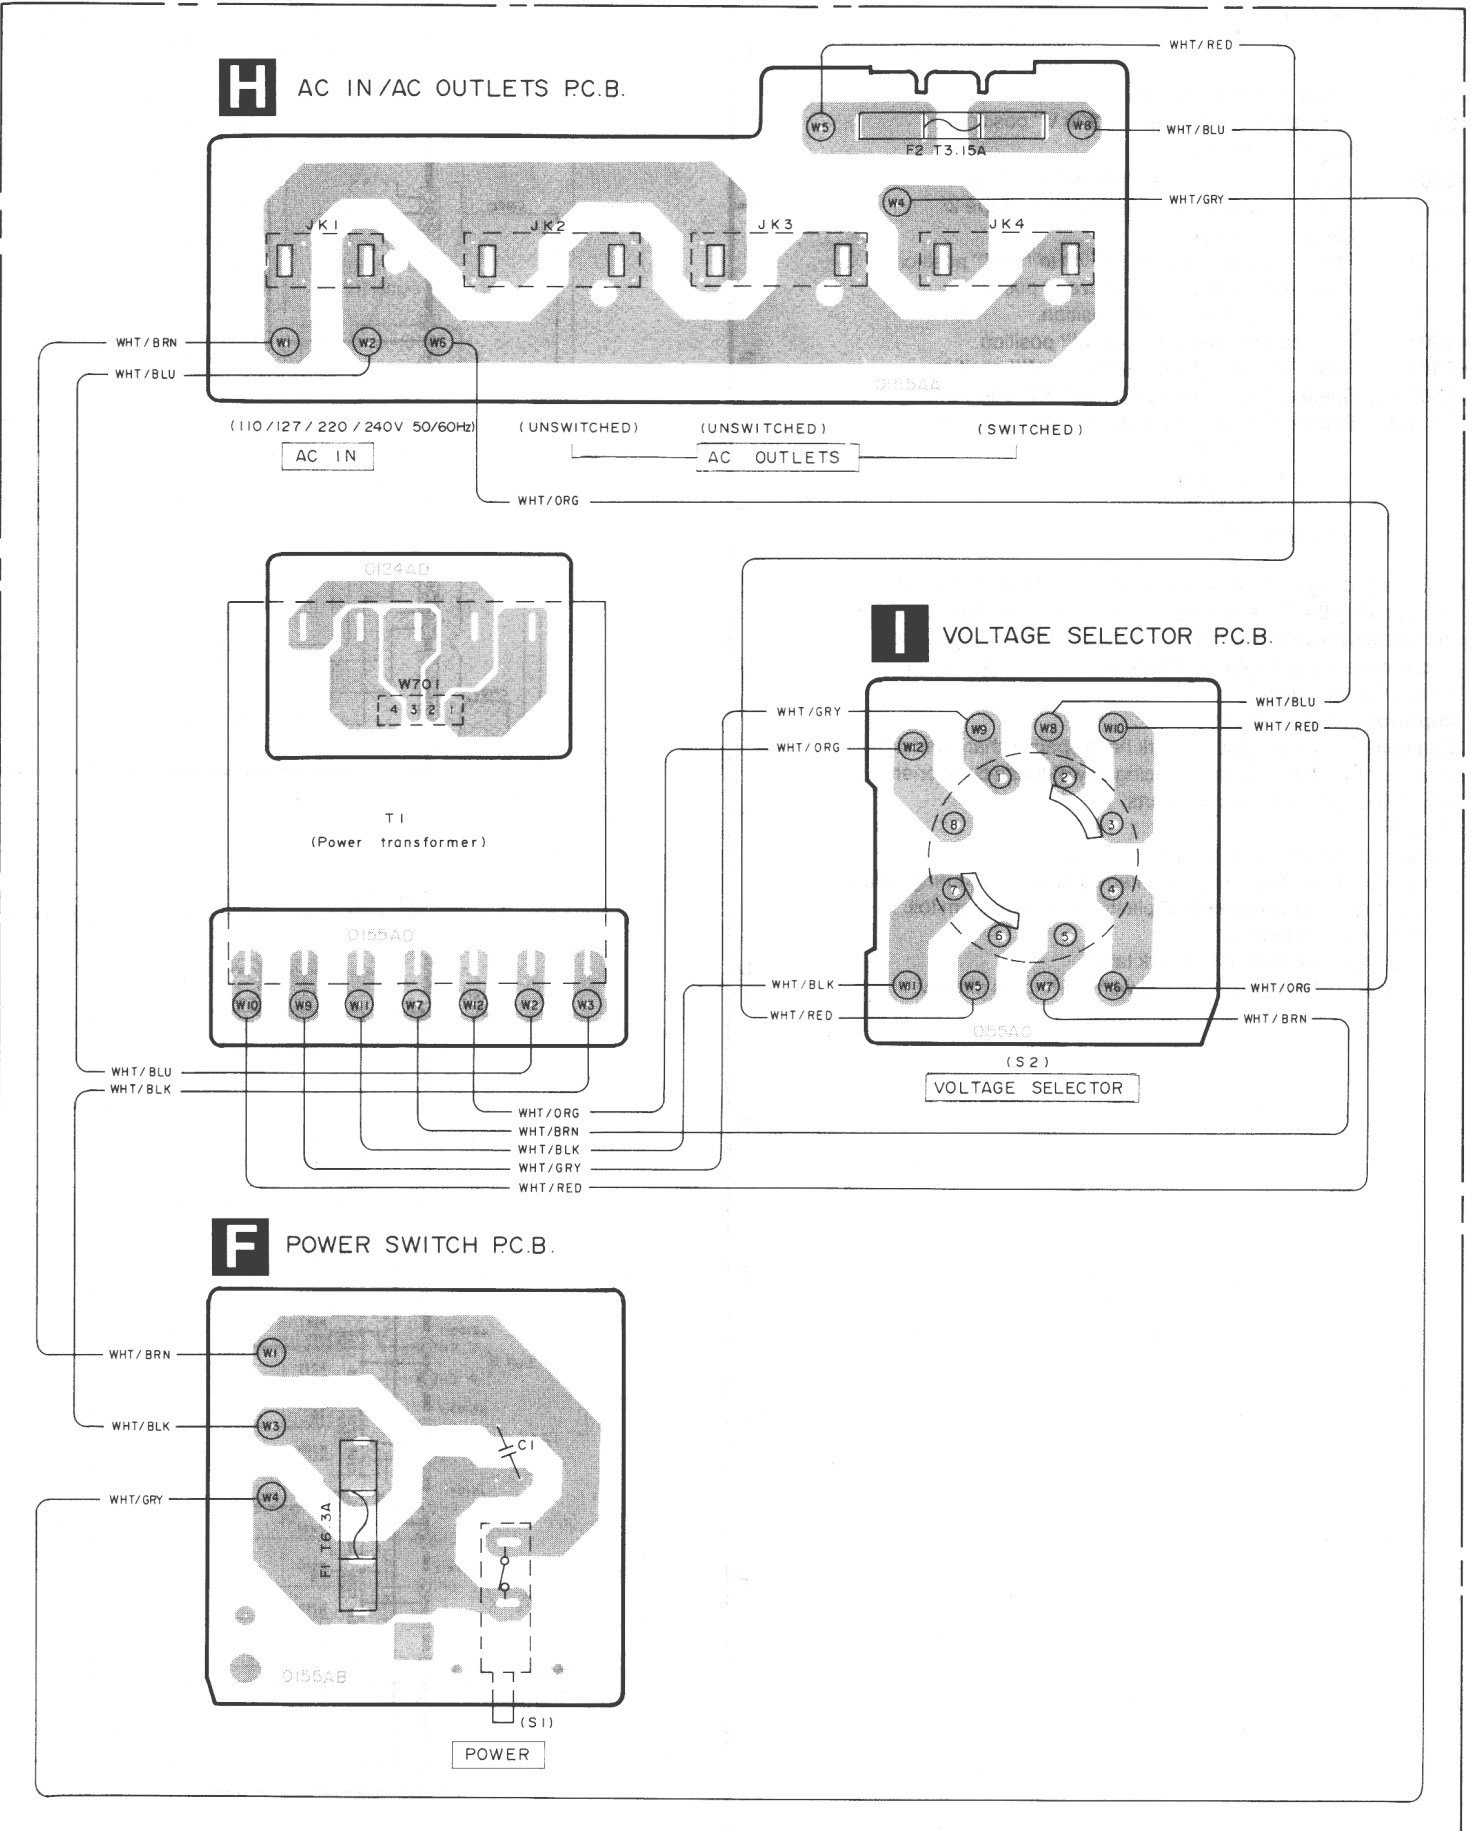 WHT/RED
H AC IN/AC OUTLETS P.C.B.
W5 W8
WHT/BLU
F2 T3.15A
W4
WHT/GRY
JK1 JK2 JK3 JK4
WHT/BRN
W1 W2 W6
WHT/BLU
0155AA
(110/127/220/240V 50/60Hz) (UNSWITCHED) (UNSWITCHED) (SWITCHED)
AC IN AC OUTLETS
WHT/ORG
0124AD
W701
4 3 2 1
T1
(Power transformer)
0155AD
W10 W9 W11 W7 W12 W2 W3
I VOLTAGE SELECTOR P.C.B.
WHT/BLU
WHT/GRY
WHT/RED
W9 W8 W10
WHT/ORG
W12
1 2
8 3
7 4
6 5
WHT/BLK
W11 W5 W7 W6
WHT/ORG
WHT/RED
WHT/BRN
0155AC
(S2)
VOLTAGE SELECTOR
WHT/BLU
WHT/BLK
WHT/ORG
WHT/BRN
WHT/BLK
WHT/GRY
WHT/RED
F POWER SWITCH P.C.B.
WHT/BRN
W1
WHT/BLK
W3
C1
WHT/GRY
W4
F1 T6.3A
0155AB
(S1)
POWER